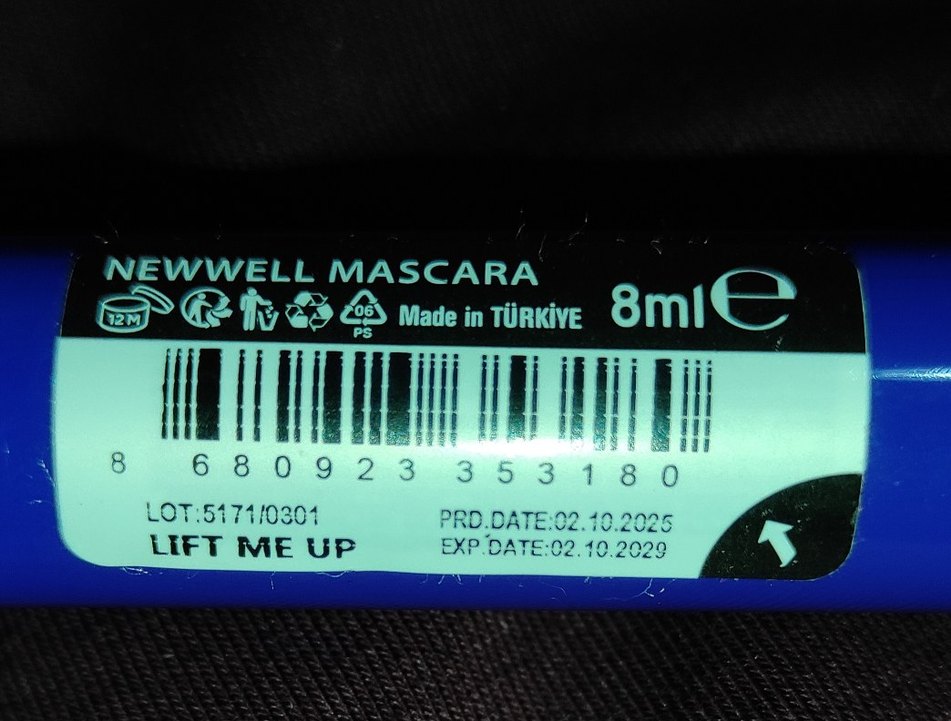 NEWWELL MASCARA
12M 06 PS Made in TÜRKİYE 8ml e
8 680923 353180
LOT:5171/0301 PRD.DATE:02.10.2025
LIFT ME UP EXP.DATE:02.10.2029